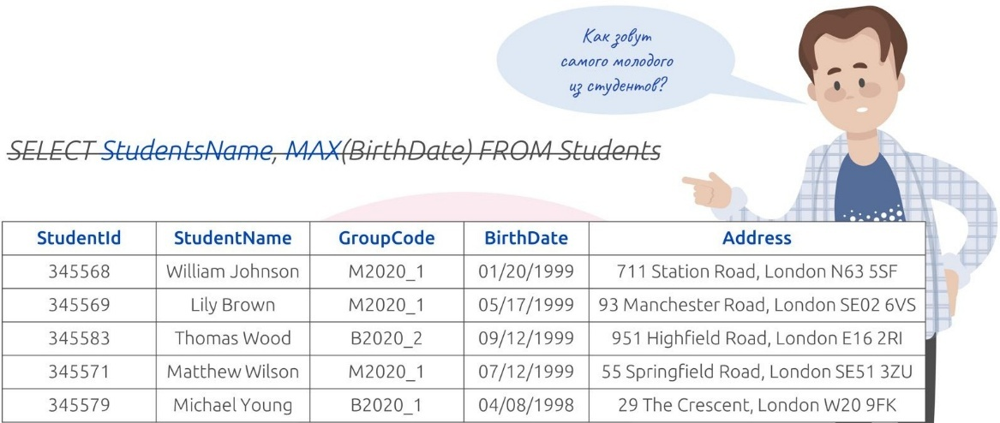 Как зовут
самого молодого
из студентов?
SELECT StudentsName, MAX(BirthDate) FROM Students
StudentId StudentName GroupCode BirthDate Address
345568 William Johnson M2020_1 01/20/1999 711 Station Road, London N63 5SF
345569 Lily Brown M2020_1 05/17/1999 93 Manchester Road, London SE02 6VS
345583 Thomas Wood B2020_2 09/12/1999 951 Highfield Road, London E16 2RI
345571 Matthew Wilson M2020_1 07/12/1999 55 Springfield Road, London SE51 3ZU
345579 Michael Young B2020_1 04/08/1998 29 The Crescent, London W20 9FK